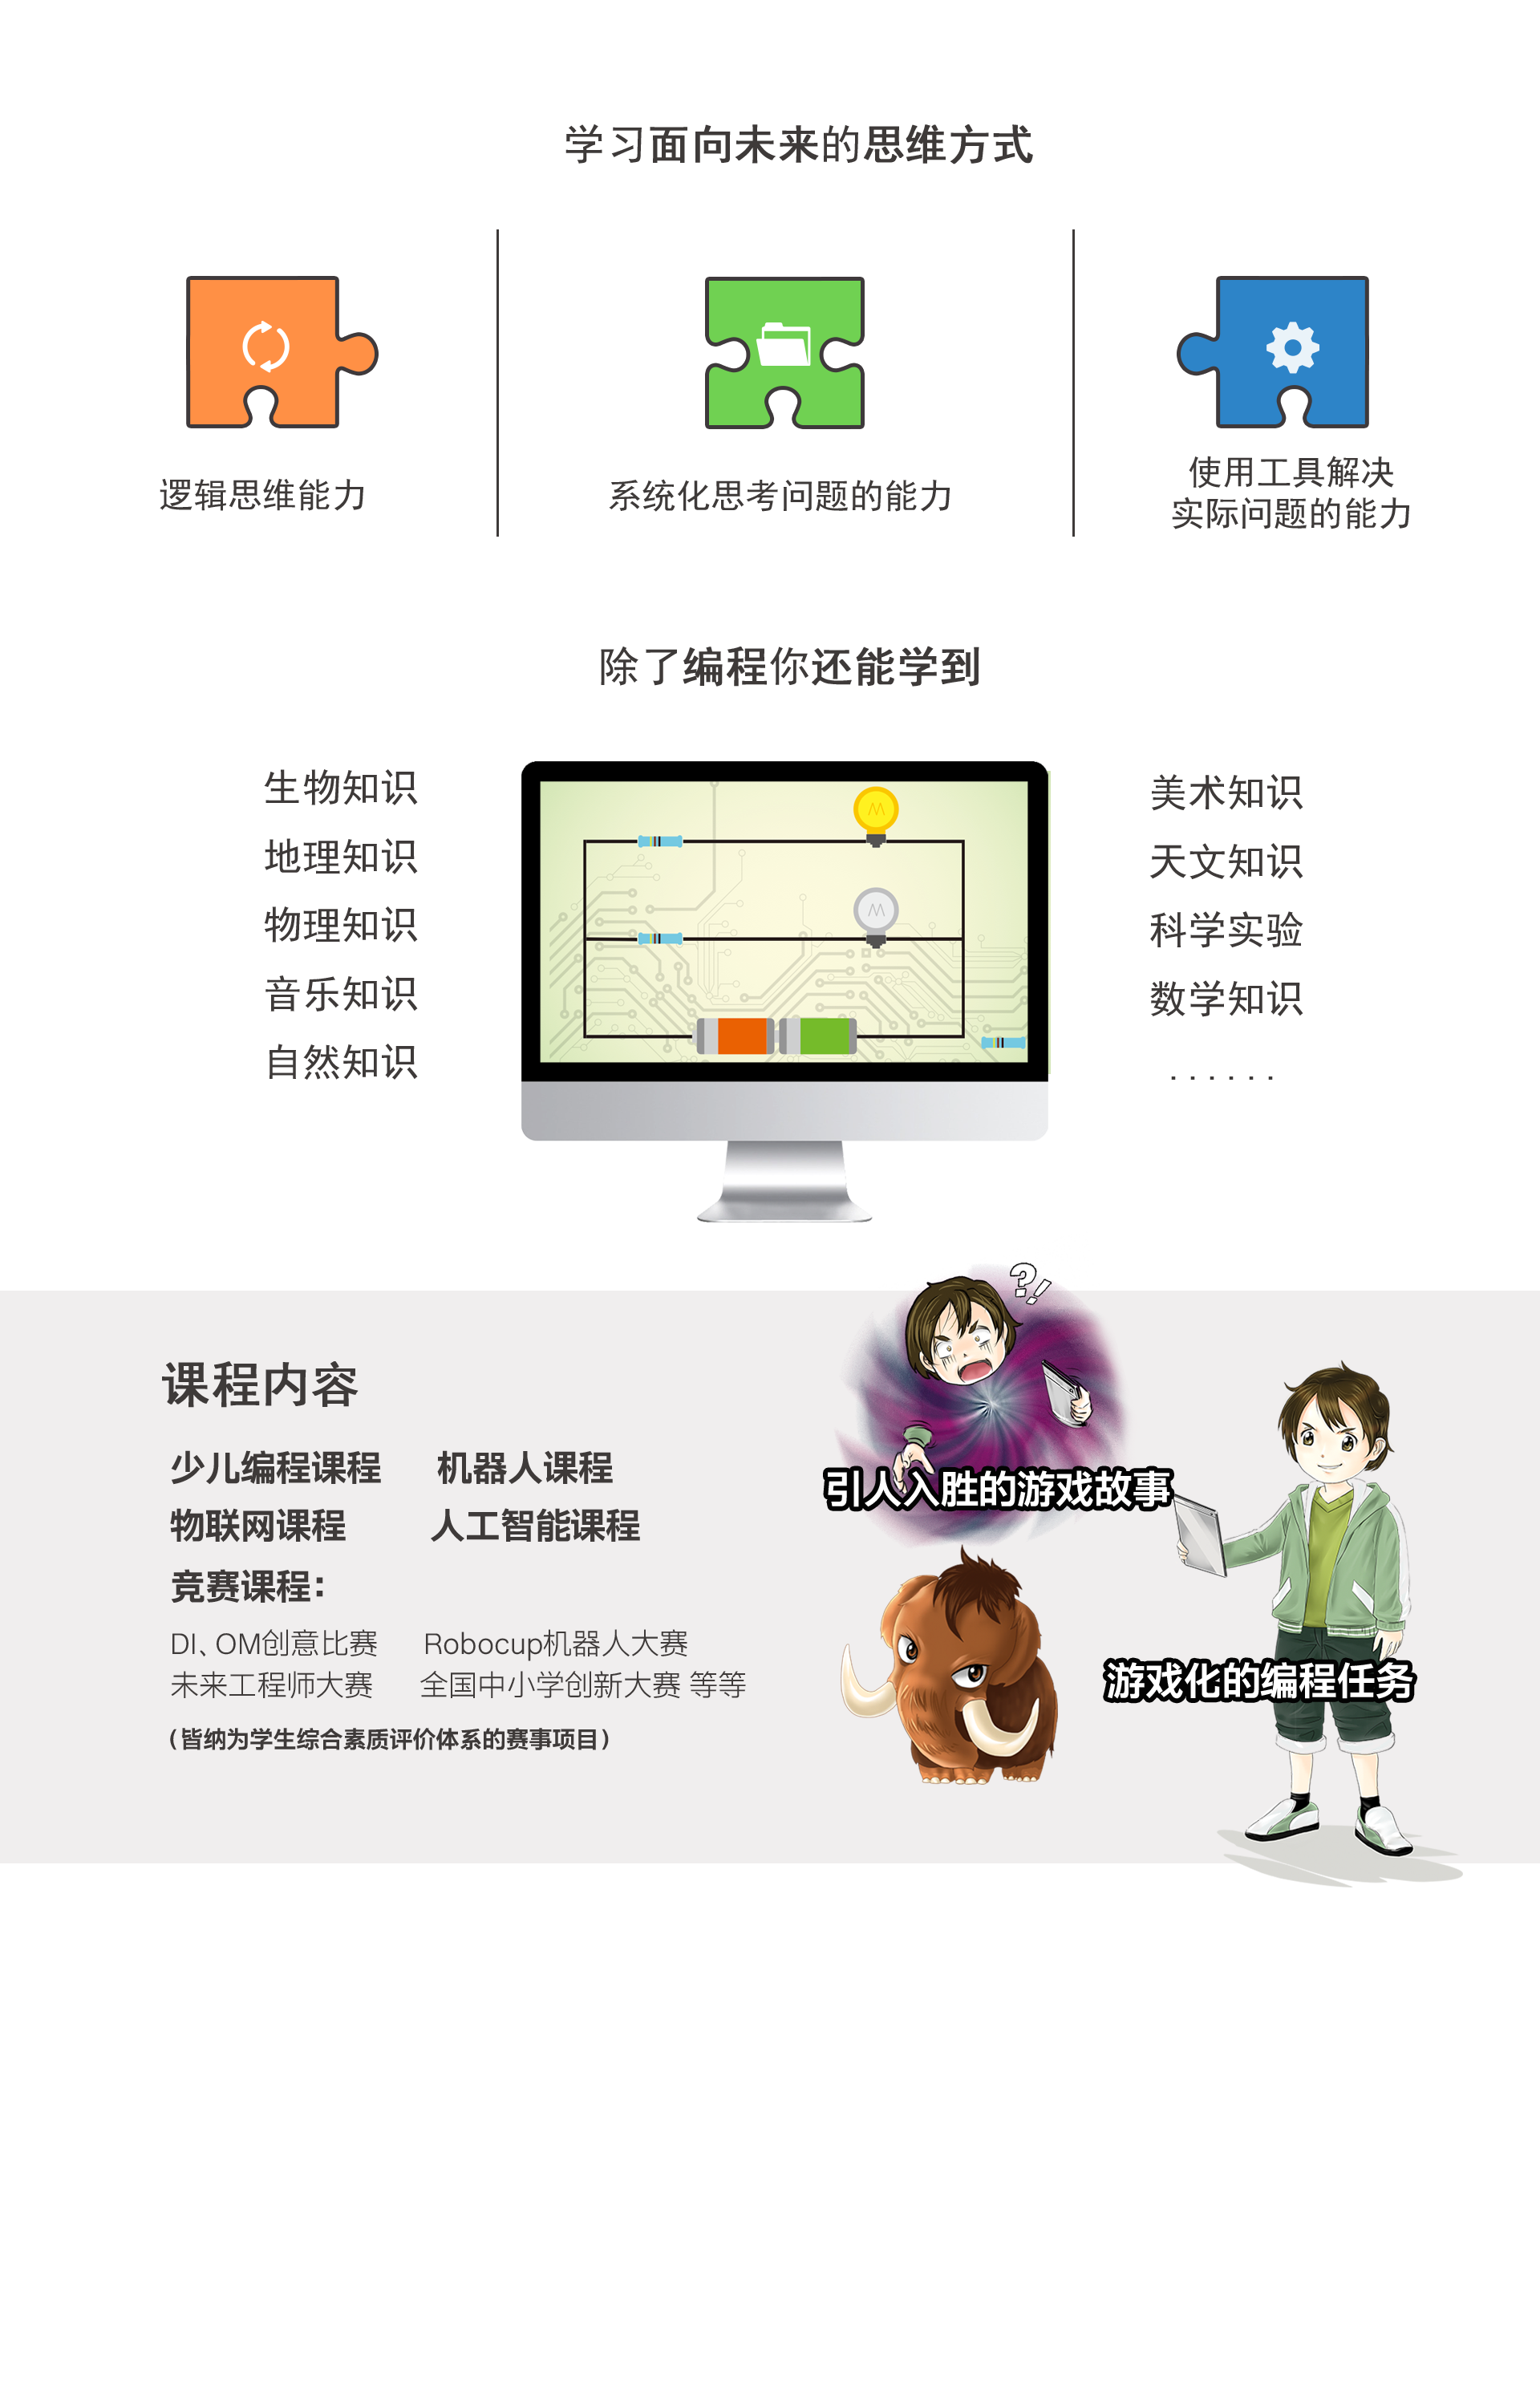 学习面向未来的思维方式
逻辑思维能力
系统化思考问题的能力
使用工具解决
实际问题的能力
除了编程你还能学到
生物知识
地理知识
物理知识
音乐知识
自然知识
美术知识
天文知识
科学实验
数学知识
......
课程内容
少儿编程课程 机器人课程
物联网课程 人工智能课程
竞赛课程：
DI、OM创意比赛 Robocup机器人大赛
未来工程师大赛 全国中小学创新大赛 等等
（皆纳为学生综合素质评价体系的赛事项目）
?!
引人入胜的游戏故事
游戏化的编程任务